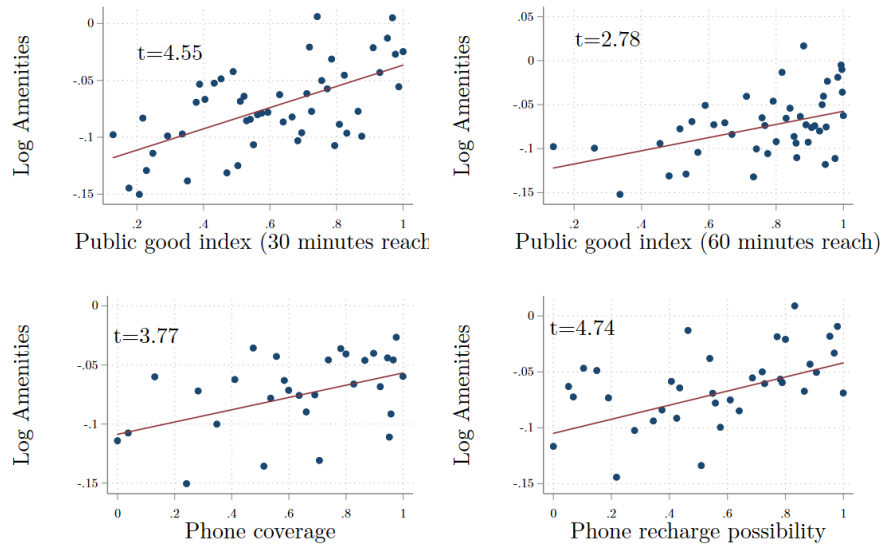 Log Amenities
0
-.05
-.1
-.15
t=4.55
.2 .4 .6 .8 1
Public good index (30 minutes reach
Log Amenities
.05
0
-.05
-.1
-.15
t=2.78
.2 .4 .6 .8 1
Public good index (60 minutes reach)
Log Amenities
0
-.05
-.1
-.15
t=3.77
0 .2 .4 .6 .8 1
Phone coverage
Log Amenities
0
-.05
-.1
-.15
t=4.74
0 .2 .4 .6 .8 1
Phone recharge possibility